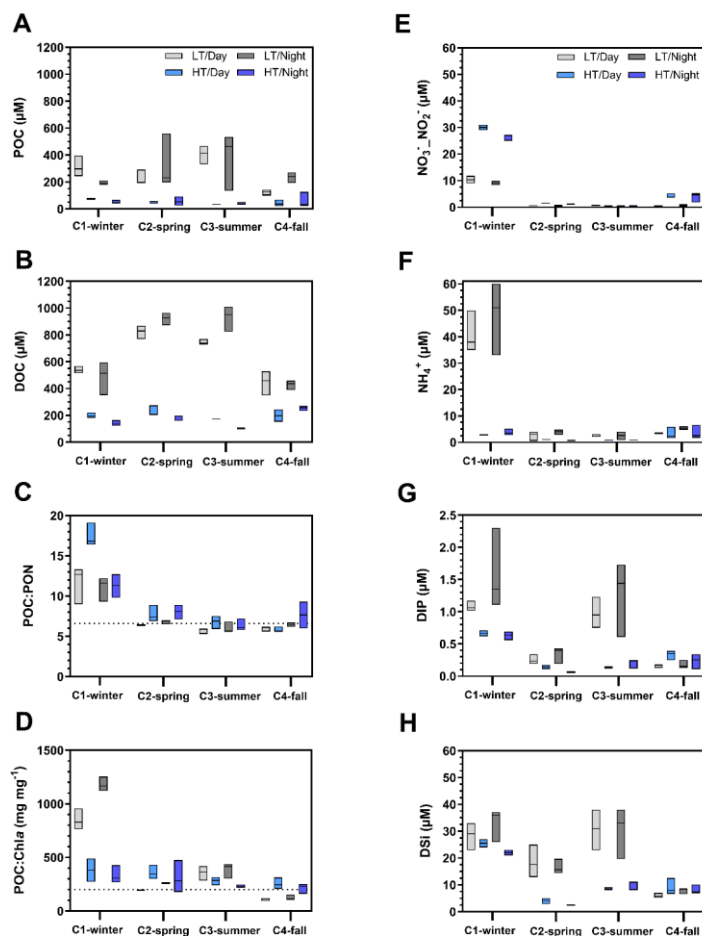 A
LT/Day LT/Night
HT/Day HT/Night
POC (µM)
1200
1000
800
600
400
200
0
C1-winter C2-spring C3-summer C4-fall
B
DOC (µM)
1200
1000
800
600
400
200
0
C1-winter C2-spring C3-summer C4-fall
C
POC:PON
20
15
10
5
0
C1-winter C2-spring C3-summer C4-fall
D
POC:Chla (mg mg⁻¹)
1500
1000
500
0
C1-winter C2-spring C3-summer C4-fall
E
LT/Day LT/Night
HT/Day HT/Night
NO₃⁻_NO₂⁻ (µM)
60
50
40
30
20
10
0
C1-winter C2-spring C3-summer C4-fall
F
NH₄⁺ (µM)
60
50
40
30
20
10
0
C1-winter C2-spring C3-summer C4-fall
G
DIP (µM)
2.5
2.0
1.5
1.0
0.5
0.0
C1-winter C2-spring C3-summer C4-fall
H
DSi (µM)
60
50
40
30
20
10
0
C1-winter C2-spring C3-summer C4-fall